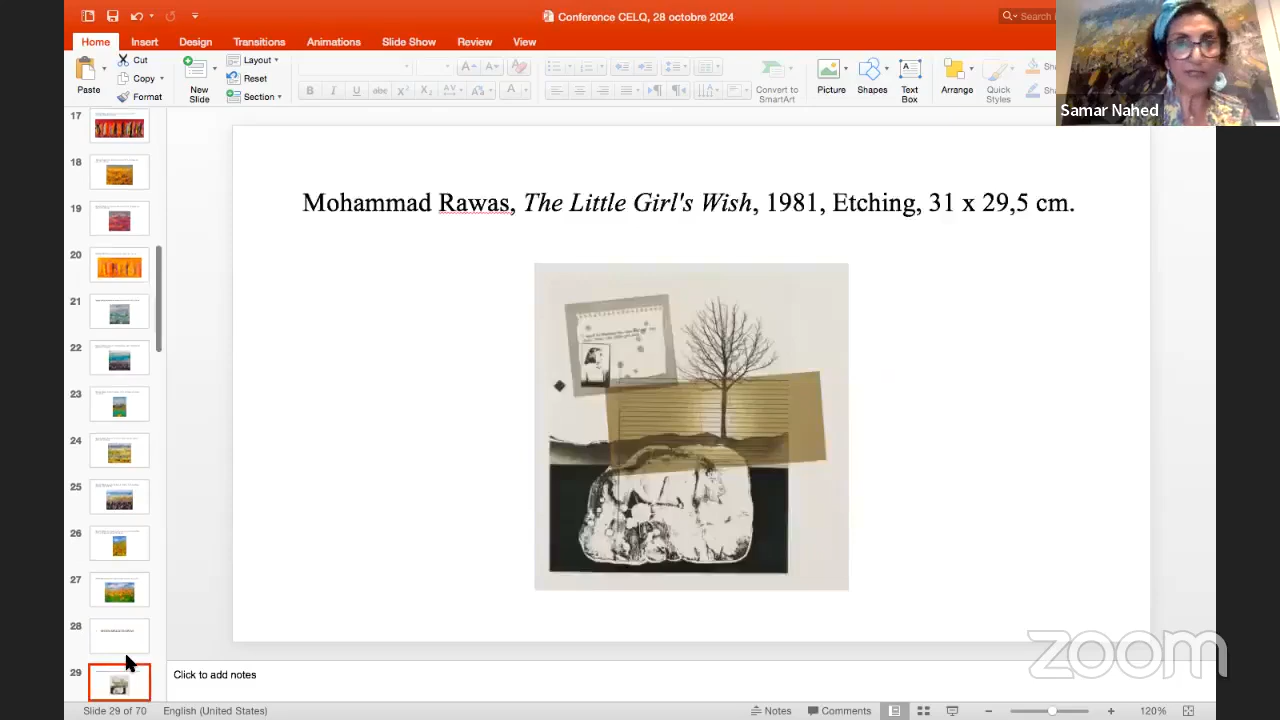 Conference CELQ, 28 octobre 2024
Search
Home Insert Design Transitions Animations Slide Show Review View
Paste
Cut
Copy
Format
New Slide
Layout
Reset
Section
B I U abc X² X₂ AV A A
Convert to SmartArt
Picture
Shapes
Text Box
Arrange
Quick Styles
Samar Nahed
17
18
19
20
21
22
23
24
25
26
27
28
29
Mohammad Rawas, The Little Girl's Wish, 1981, Etching, 31 x 29,5 cm.
Click to add notes
zoom
Slide 29 of 70 English (United States) Notes Comments 120%